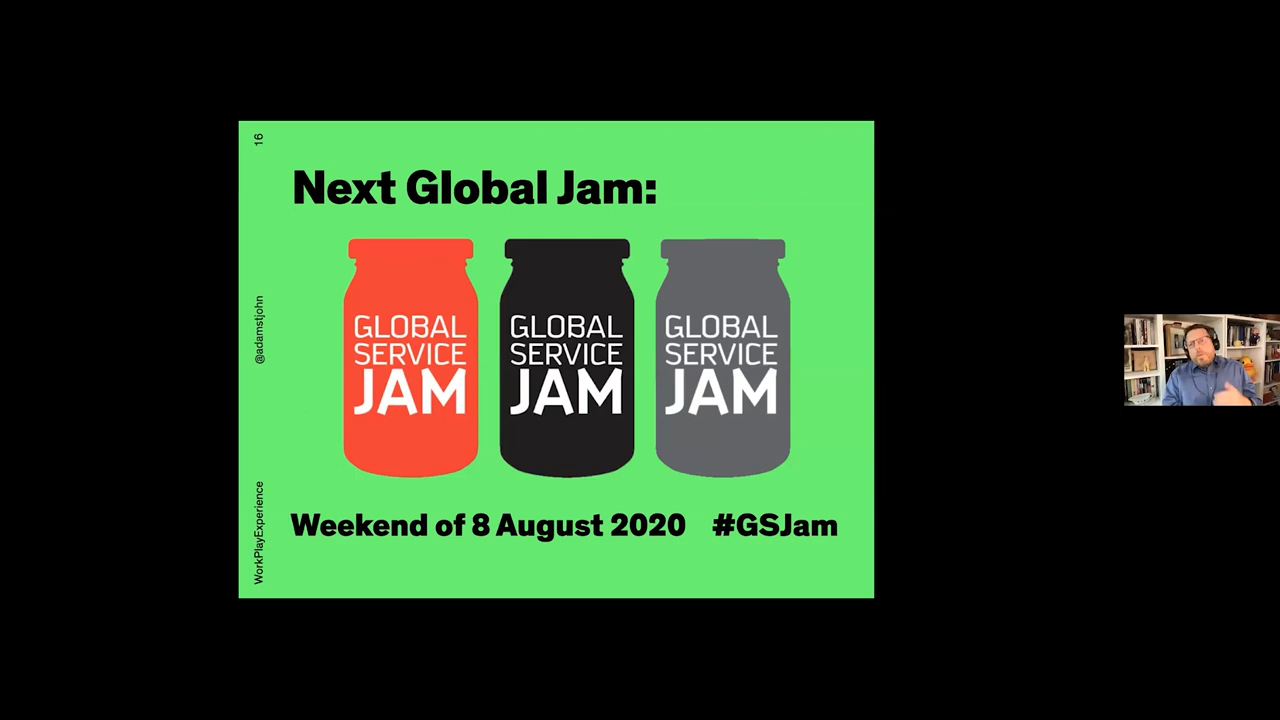 16
@adamstjohn
WorkPlayExperience
Next Global Jam:
GLOBAL
SERVICE
JAM
GLOBAL
SERVICE
JAM
GLOBAL
SERVICE
JAM
Weekend of 8 August 2020 #GSJam